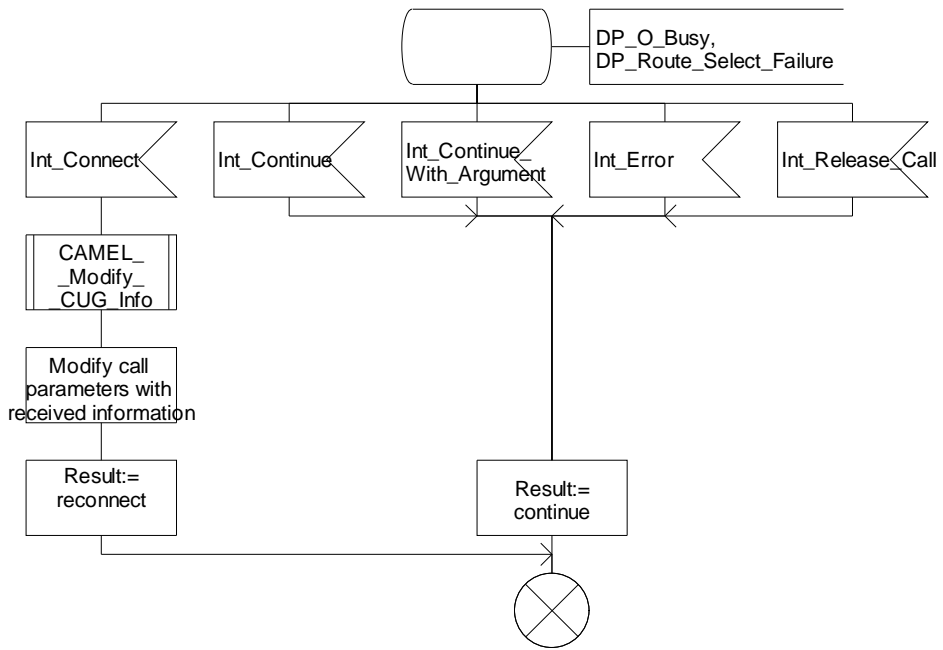 DP_O_Busy,
DP_Route_Select_Failure
Int_Connect
Int_Continue
Int_Continue_
With_Argument
Int_Error
Int_Release_Call
CAMEL_
_Modify_
_CUG_Info
Modify call
parameters with
received information
Result:=
reconnect
Result:=
continue